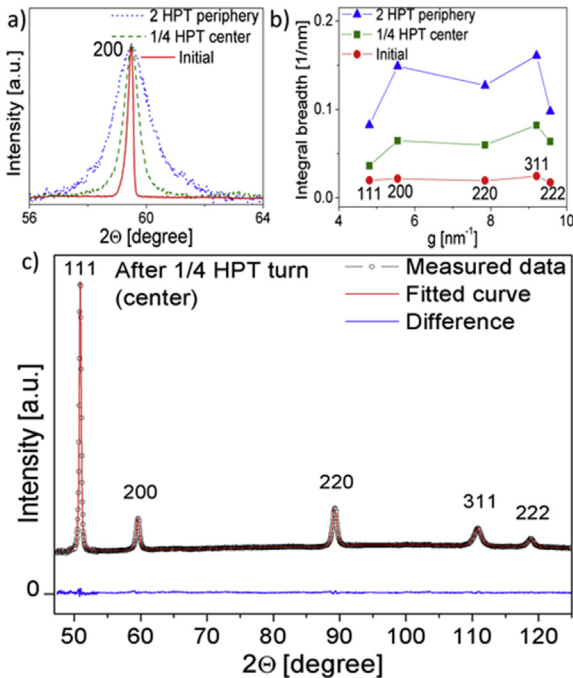 a)
2 HPT periphery
1/4 HPT center
Initial
200
Intensity [a.u.]
56 60 64
2Θ [degree]
b)
2 HPT periphery
1/4 HPT center
Initial
Integral breadth [1/nm]
0.2
0.1
0.0
111 200 220 311 222
4 6 8 10
g [nm⁻¹]
c)
111
After 1/4 HPT turn
(center)
Measured data
Fitted curve
Difference
Intensity [a.u.]
200
220
311
222
0
50 60 70 80 90 100 110 120
2Θ [degree]